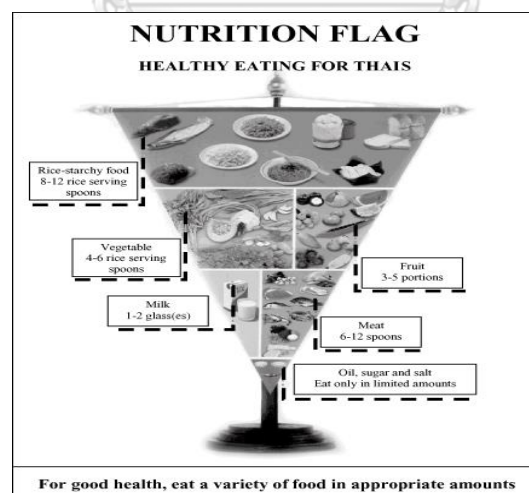 NUTRITION FLAG
HEALTHY EATING FOR THAIS
Rice-starchy food
8-12 rice serving
spoons
Vegetable
4-6 rice serving
spoons
Fruit
3-5 portions
Milk
1-2 glass(es)
Meat
6-12 spoons
Oil, sugar and salt
Eat only in limited amounts
For good health, eat a variety of food in appropriate amounts